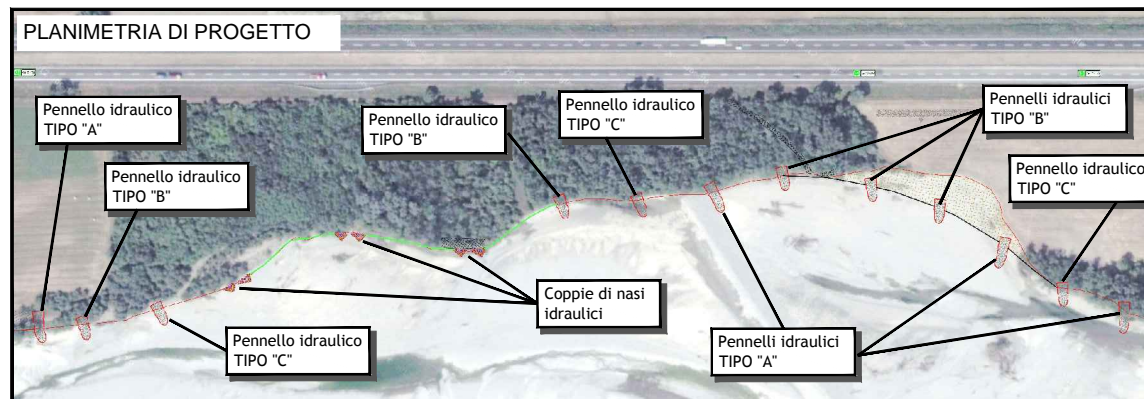 PLANIMETRIA DI PROGETTO
Pennello idraulico
TIPO "A"
Pennello idraulico
TIPO "B"
Pennello idraulico
TIPO "C"
Pennello idraulico
TIPO "B"
Pennello idraulico
TIPO "C"
Coppie di nasi
idraulici
Pennelli idraulici
TIPO "A"
Pennelli idraulici
TIPO "B"
Pennello idraulico
TIPO "C"